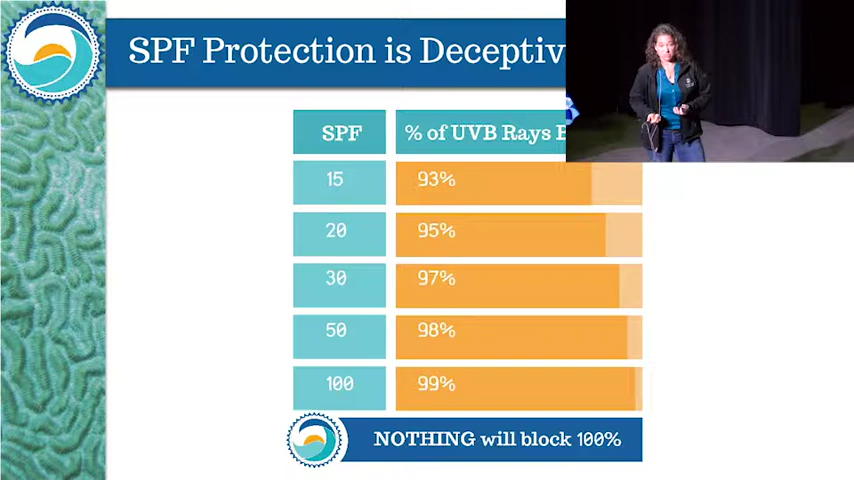 SPF Protection is Deceptiv
SPF
% of UVB Rays B
15
93%
20
95%
30
97%
50
98%
100
99%
NOTHING will block 100%